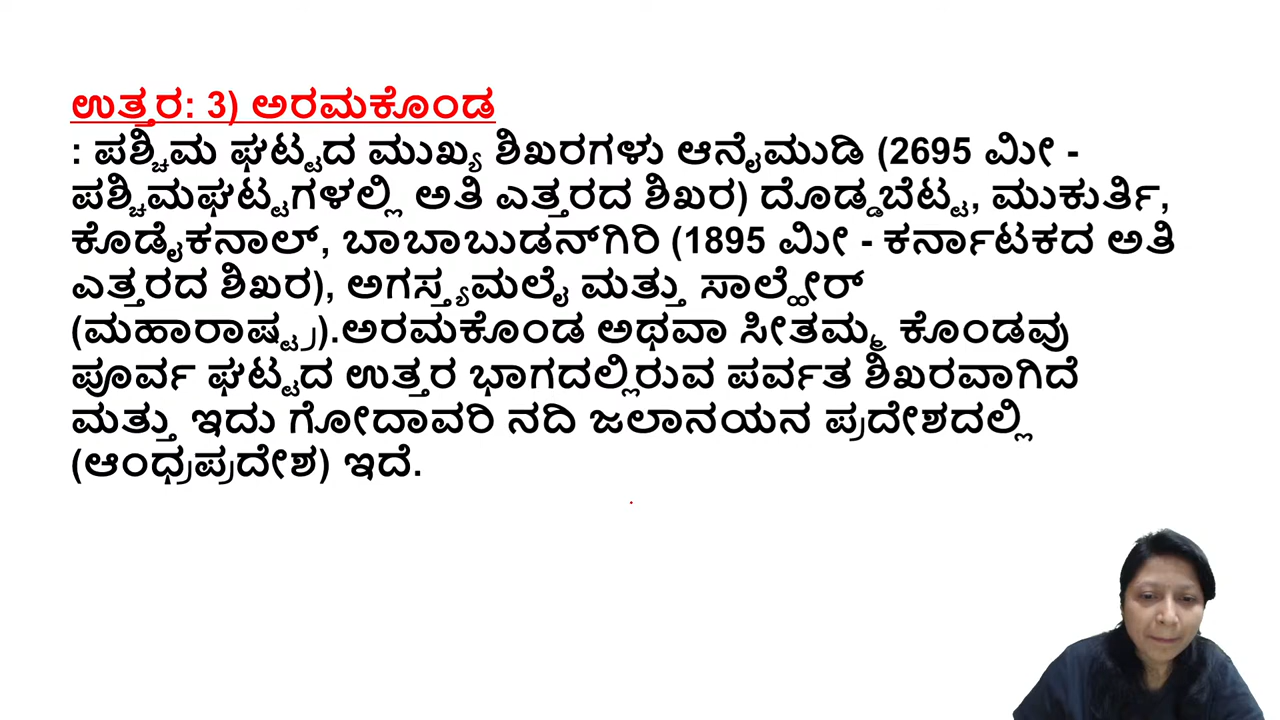 ಉತ್ತರ: 3) ಅರಮಕೊಂಡ
: ಪಶ್ಚಿಮ ಘಟ್ಟದ ಮುಖ್ಯ ಶಿಖರಗಳು ಆನೈಮುಡಿ (2695 ಮೀ -
ಪಶ್ಚಿಮಘಟ್ಟಗಳಲ್ಲಿ ಅತಿ ಎತ್ತರದ ಶಿಖರ) ದೊಡ್ಡಬೆಟ್ಟ, ಮುಕುರ್ತಿ,
ಕೊಡೈಕನಾಲ್, ಬಾಬಾಬುಡನ್‌ಗಿರಿ (1895 ಮೀ - ಕರ್ನಾಟಕದ ಅತಿ
ಎತ್ತರದ ಶಿಖರ), ಅಗಸ್ತ್ಯಮಲೈ ಮತ್ತು ಸಾಲ್ಹೇರ್
(ಮಹಾರಾಷ್ಟ್ರ).ಅರಮಕೊಂಡ ಅಥವಾ ಸೀತಮ್ಮ ಕೊಂಡವು
ಪೂರ್ವ ಘಟ್ಟದ ಉತ್ತರ ಭಾಗದಲ್ಲಿರುವ ಪರ್ವತ ಶಿಖರವಾಗಿದೆ
ಮತ್ತು ಇದು ಗೋದಾವರಿ ನದಿ ಜಲಾನಯನ ಪ್ರದೇಶದಲ್ಲಿ
(ಆಂಧ್ರಪ್ರದೇಶ) ಇದೆ.